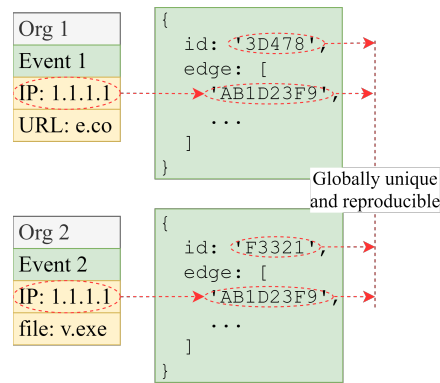 Org 1
Event 1
IP: 1.1.1.1
URL: e.co
{
id: '3D478',
edge: [
'AB1D23F9',
...
]
}
Globally unique
and reproducible
Org 2
Event 2
IP: 1.1.1.1
file: v.exe
{
id: 'F3321',
edge: [
'AB1D23F9',
...
]
}